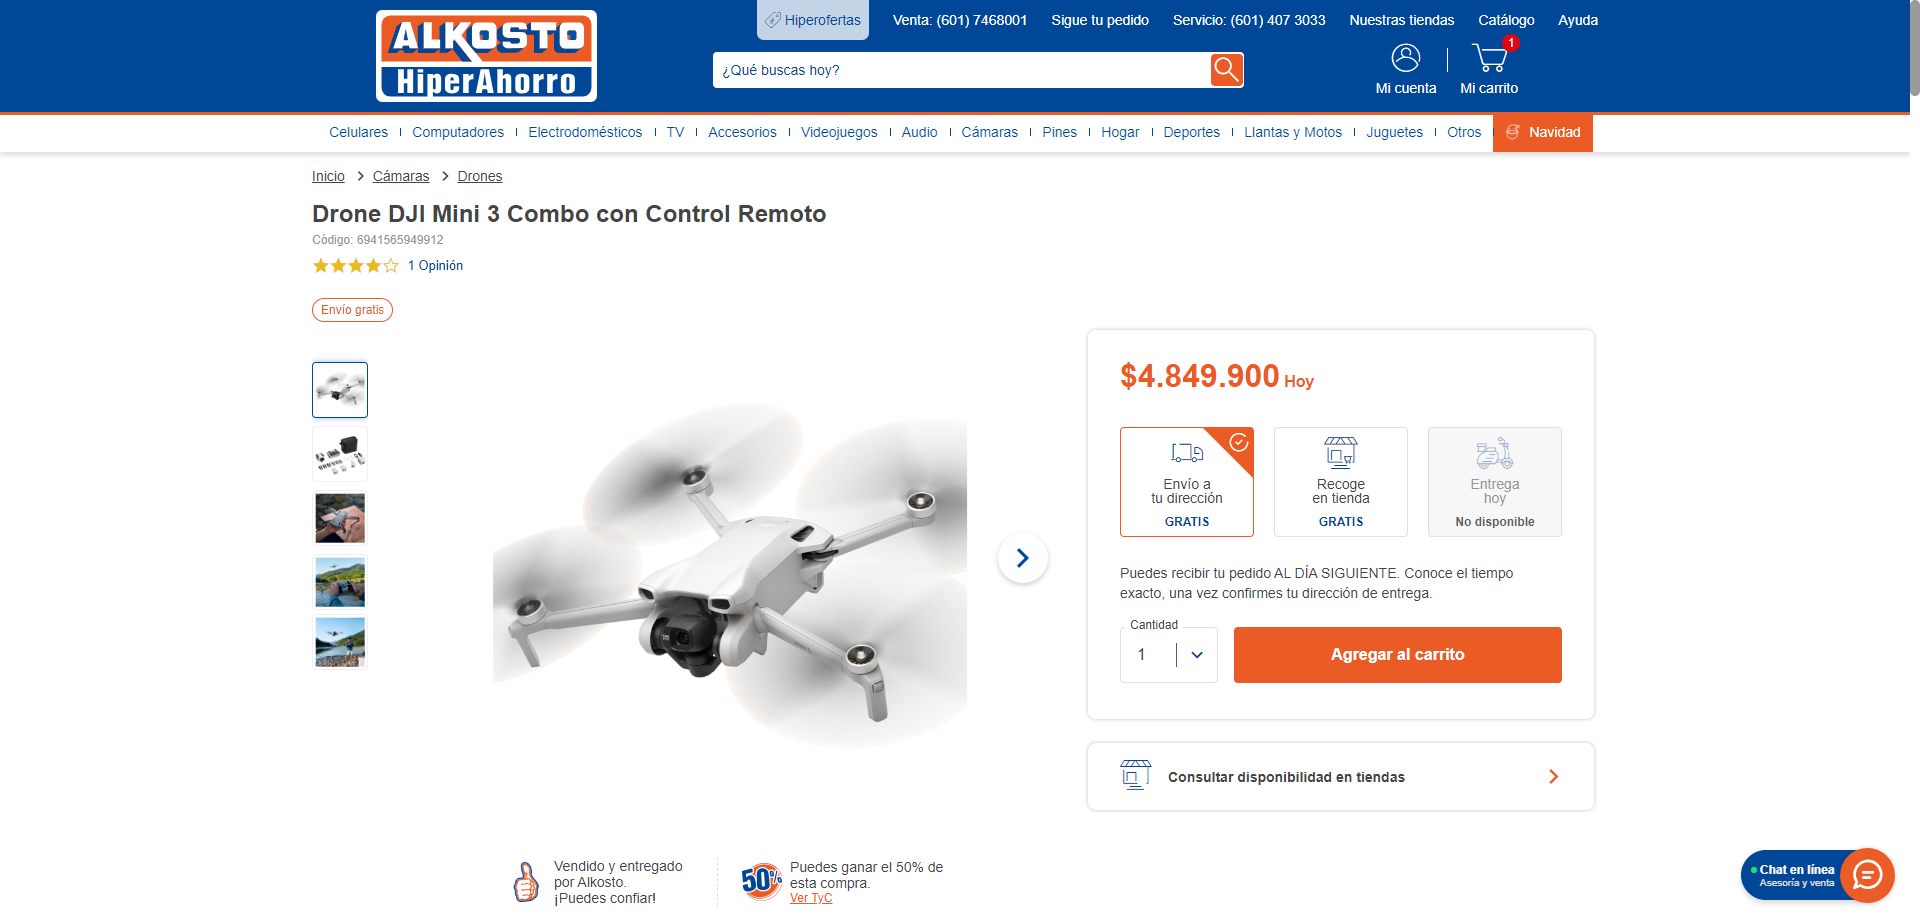 ALKOSTO
HiperAhorro
Hiperofertas
Venta: (601) 7468001
Sigue tu pedido
Servicio: (601) 407 3033
Nuestras tiendas
Catálogo
Ayuda
¿Qué buscas hoy?
Mi cuenta
1
Mi carrito
Celulares
Computadores
Electrodomésticos
TV
Accesorios
Videojuegos
Audio
Cámaras
Pines
Hogar
Deportes
Llantas y Motos
Juguetes
Otros
Navidad
Inicio
Cámaras
Drones
Drone DJI Mini 3 Combo con Control Remoto
Código: 6941565949912
1 Opinión
Envío gratis
$4.849.900 Hoy
Envío a
tu dirección
GRATIS
Recoge
en tienda
GRATIS
Entrega
hoy
No disponible
Puedes recibir tu pedido AL DÍA SIGUIENTE. Conoce el tiempo
exacto, una vez confirmes tu dirección de entrega.
Cantidad
1
Agregar al carrito
Consultar disponibilidad en tiendas
Vendido y entregado
por Alkosto.
¡Puedes confiar!
50%
Puedes ganar el 50% de
esta compra.
Ver TyC
Chat en línea
Asesoría y venta